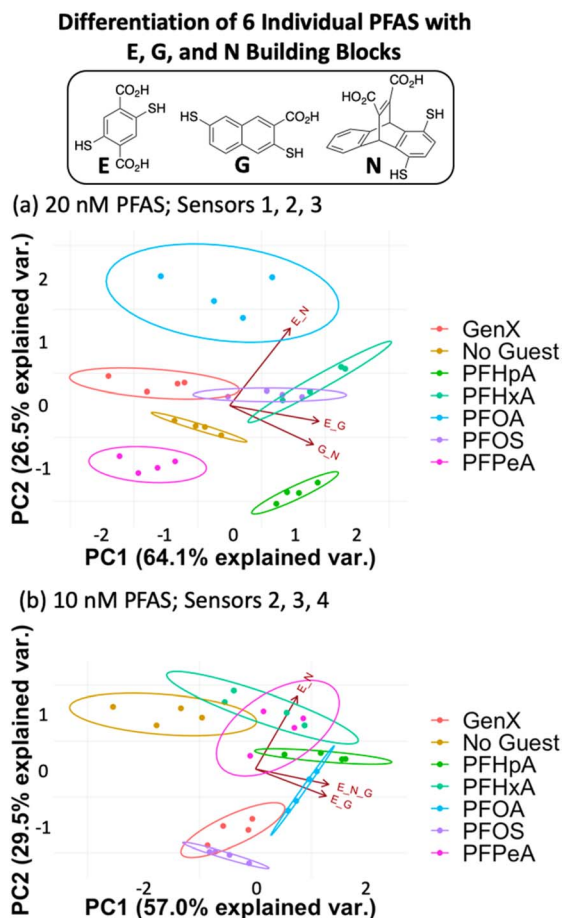 Differentiation of 6 Individual PFAS with
E, G, and N Building Blocks
CO₂H
SH
HS
CO₂H
E
HS
CO₂H
SH
G
CO₂H
HO₂C
SH
HS
N
(a) 20 nM PFAS; Sensors 1, 2, 3
PC2 (26.5% explained var.)
2
1
0
-1
E_N
E_G
G_N
-2 -1 0 1 2
PC1 (64.1% explained var.)
GenX
No Guest
PFHpA
PFHxA
PFOA
PFOS
PFPeA
(b) 10 nM PFAS; Sensors 2, 3, 4
PC2 (29.5% explained var.)
1
0
-1
E_N
E_N_G
E_G
-2 0 2
PC1 (57.0% explained var.)
GenX
No Guest
PFHpA
PFHxA
PFOA
PFOS
PFPeA